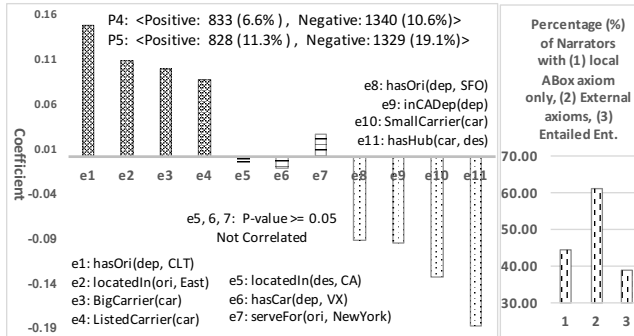 P4: <Positive: 833 (6.6%) , Negative: 1340 (10.6%)>
P5: <Positive: 828 (11.3%) , Negative: 1329 (19.1%)>
0.16
0.11
0.06
0.01
-0.04
-0.09
-0.14
-0.19
Coefficient
e8: hasOri(dep, SFO)
e9: inCADep(dep)
e10: SmallCarrier(car)
e11: hasHub(car, des)
e1 e2 e3 e4 e5 e6 e7 e8 e9 e10 e11
e5, 6, 7: P-value >= 0.05
Not Correlated
e1: hasOri(dep, CLT)
e2: locatedIn(ori, East)
e3: BigCarrier(car)
e4: ListedCarrier(car)
e5: locatedIn(des, CA)
e6: hasCar(dep, VX)
e7: serveFor(ori, NewYork)
Percentage (%)
of Narrators
with (1) local
ABox axiom
only, (2) External
axioms, (3)
Entailed Ent.
70.00
60.00
50.00
40.00
30.00
1 2 3